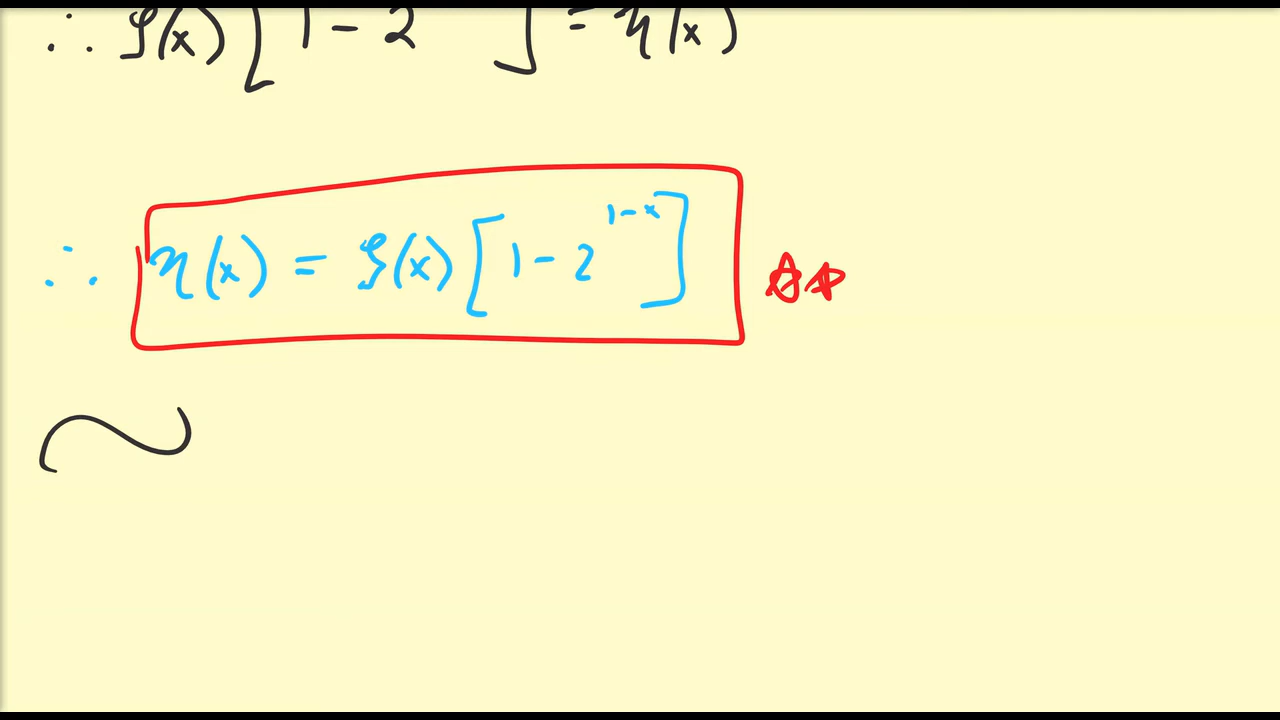 ∴ ζ(x)[1 - 2 ] = η(x)
∴ η(x) = ζ(x)[1 - 2^{1-x}] ☆☆